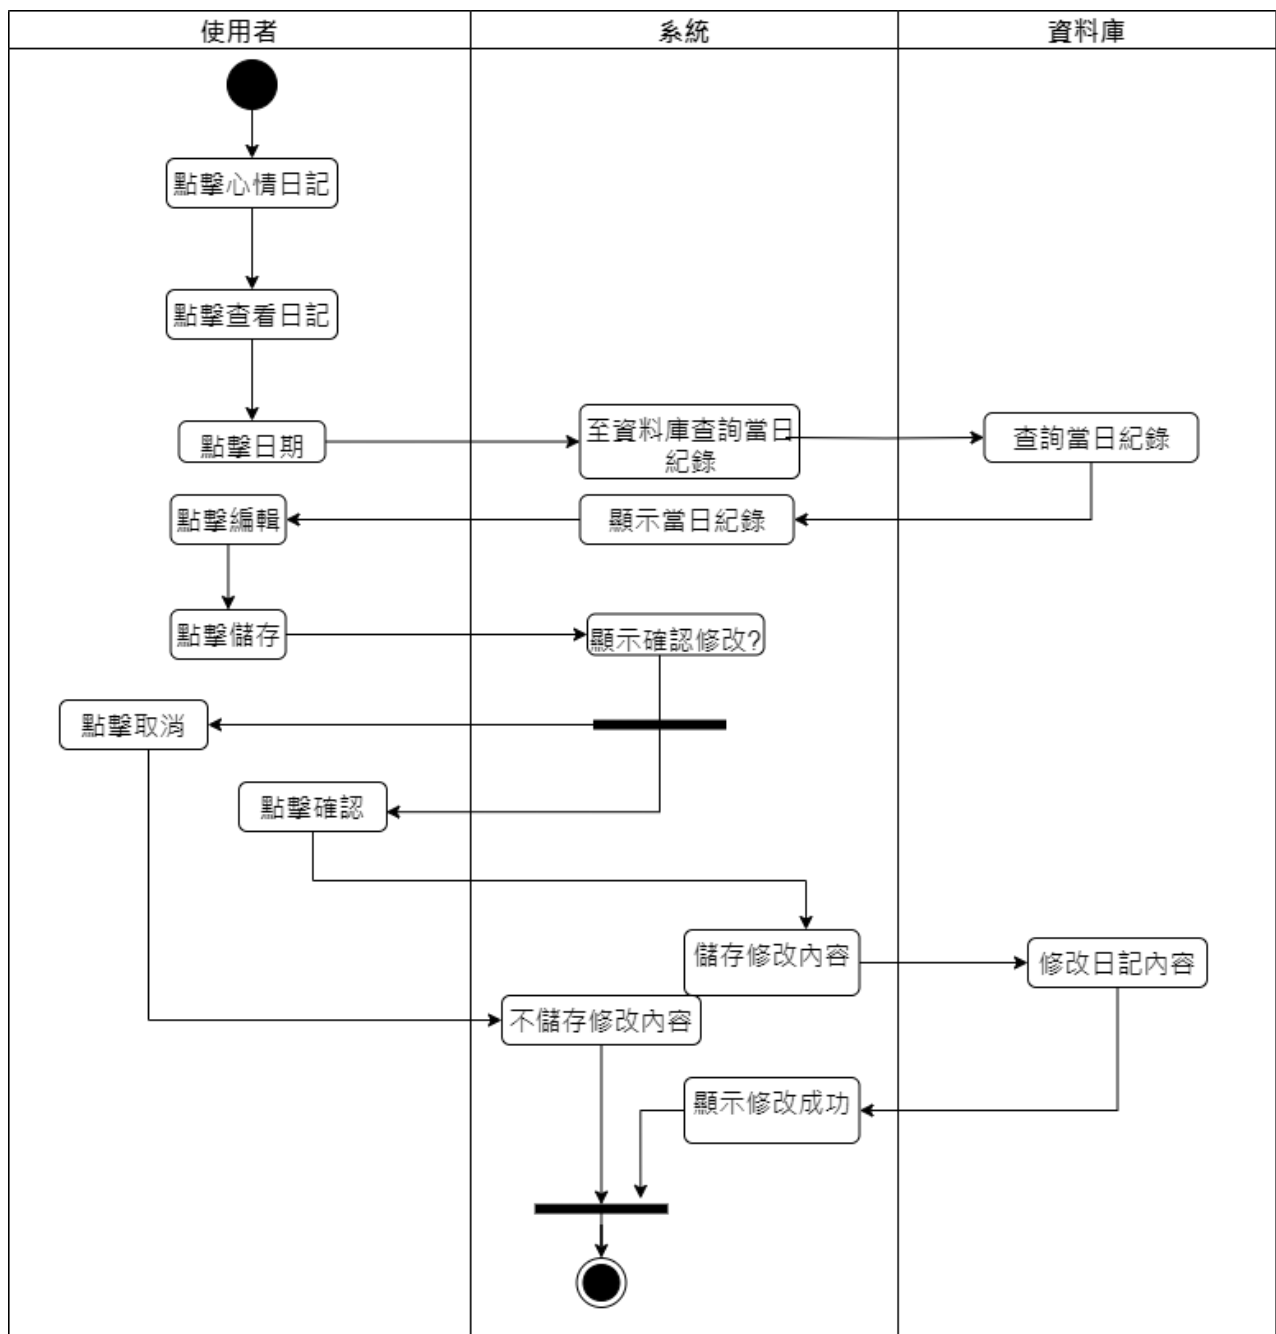 使用者
系統
資料庫
點擊心情日記
點擊查看日記
點擊日期
至資料庫查詢當日
紀錄
查詢當日紀錄
點擊編輯
顯示當日紀錄
點擊儲存
顯示確認修改?
點擊取消
點擊確認
儲存修改內容
修改日記內容
不儲存修改內容
顯示修改成功